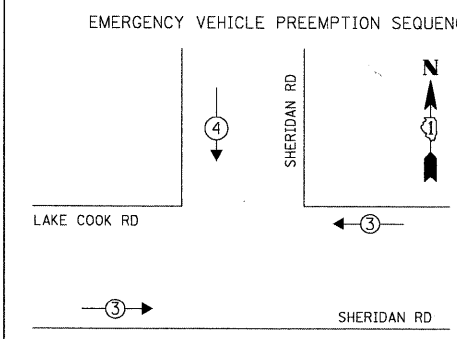 EMERGENCY VEHICLE PREEMPTION SEQUEN
N
SHERIDAN RD
4
1
LAKE COOK RD
3
3
SHERIDAN RD